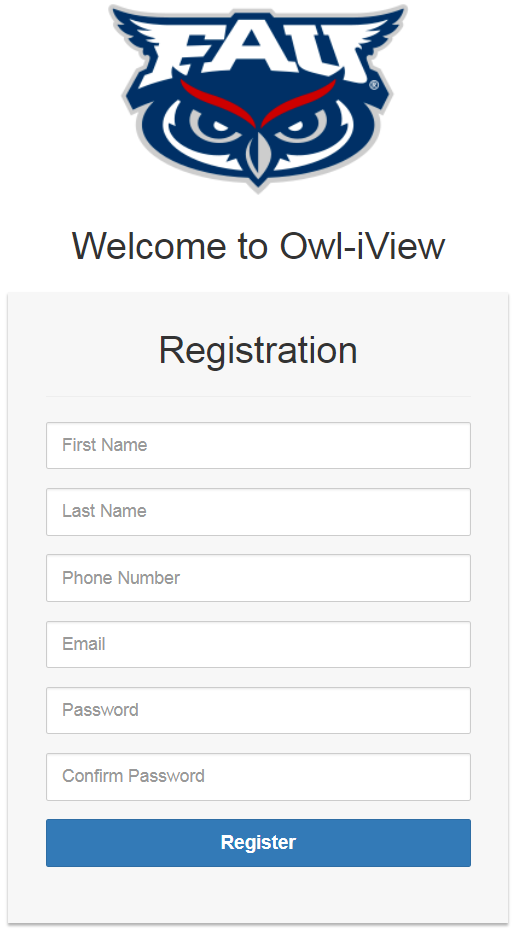 FAU
®
Welcome to Owl-iView
Registration
First Name
Last Name
Phone Number
Email
Password
Confirm Password
Register